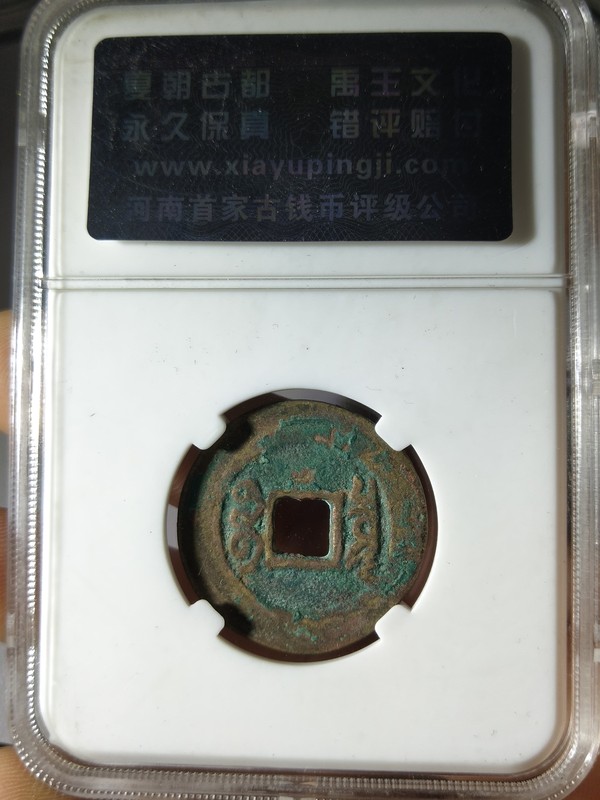 夏朝古都 禹王文化
永久保真 错评赔付
www.xiayupingji.com
河南首家古钱币评级公司